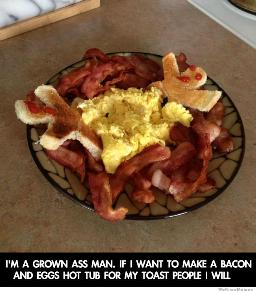 I'M A GROWN ASS MAN. IF I WANT TO MAKE A BACON
AND EGGS HOT TUB FOR MY TOAST PEOPLE I WILL